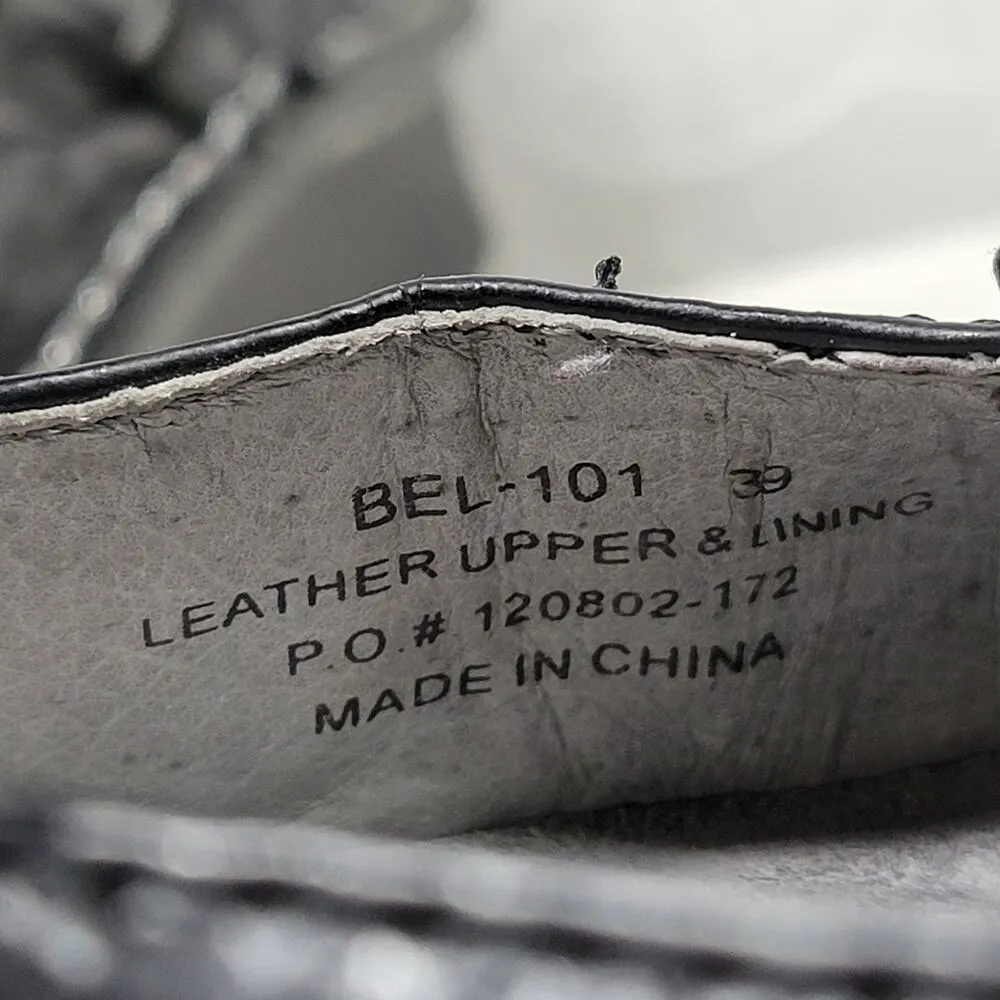 BEL-101 39
LEATHER UPPER & LINING
P.O.# 120802-172
MADE IN CHINA